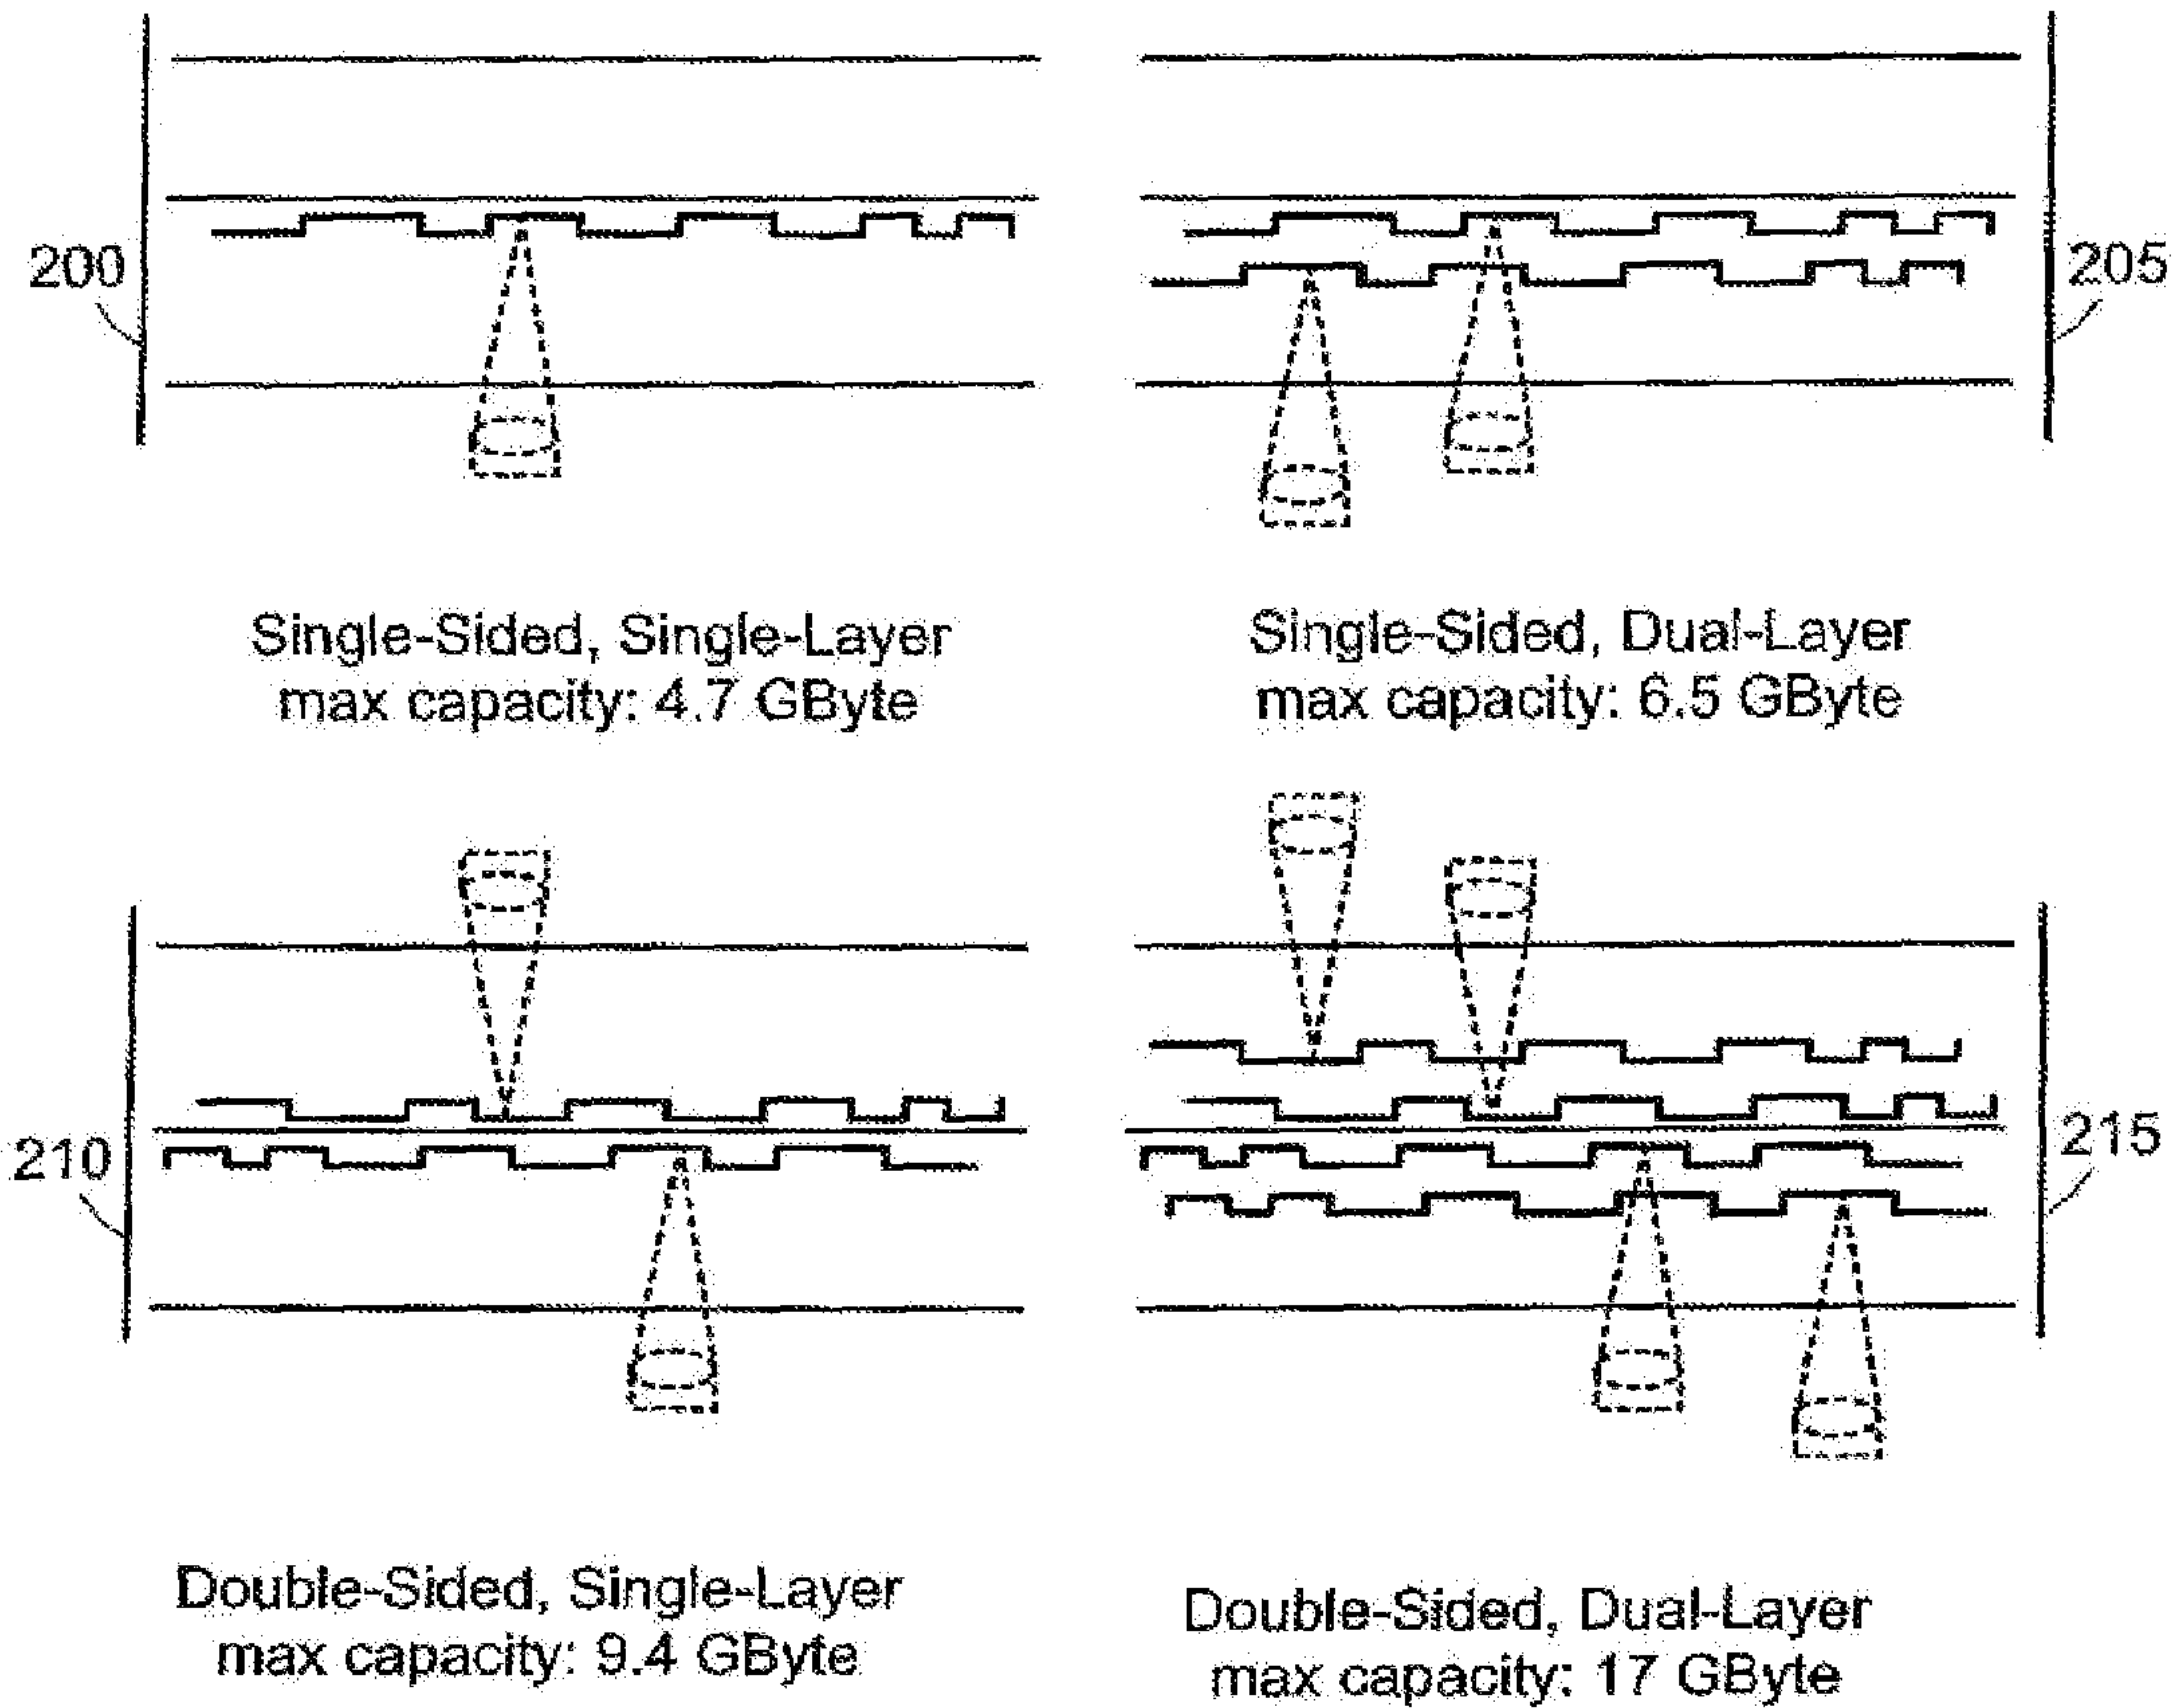 200
205
Single-Sided, Single-Layer
max capacity: 4.7 GByte
Single-Sided, Dual-Layer
max capacity: 6.5 GByte
210
215
Double-Sided, Single-Layer
max capacity: 9.4 GByte
Double-Sided, Dual-Layer
max capacity: 17 GByte